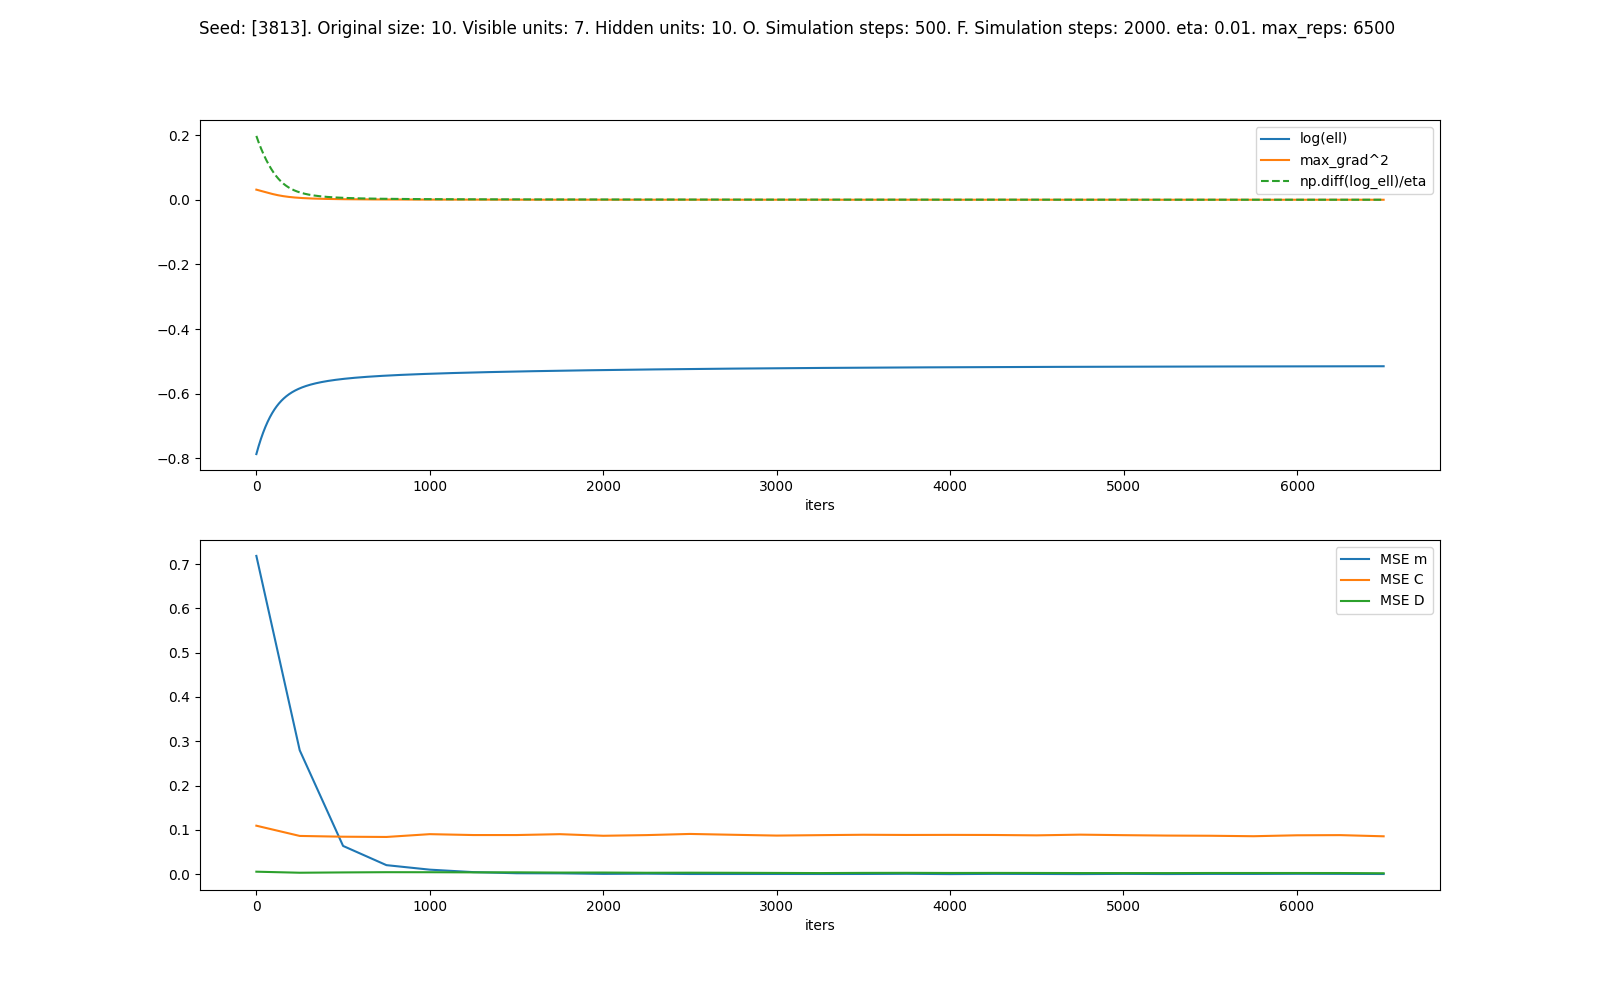 Seed: [3813]. Original size: 10. Visible units: 7. Hidden units: 10. O. Simulation steps: 500. F. Simulation steps: 2000. eta: 0.01. max_reps: 6500
0.2
0.0
−0.2
−0.4
−0.6
−0.8
log(ell)
max_grad^2
np.diff(log_ell)/eta
0 1000 2000 3000 4000 5000 6000
iters
0.7
0.6
0.5
0.4
0.3
0.2
0.1
0.0
MSE m
MSE C
MSE D
0 1000 2000 3000 4000 5000 6000
iters